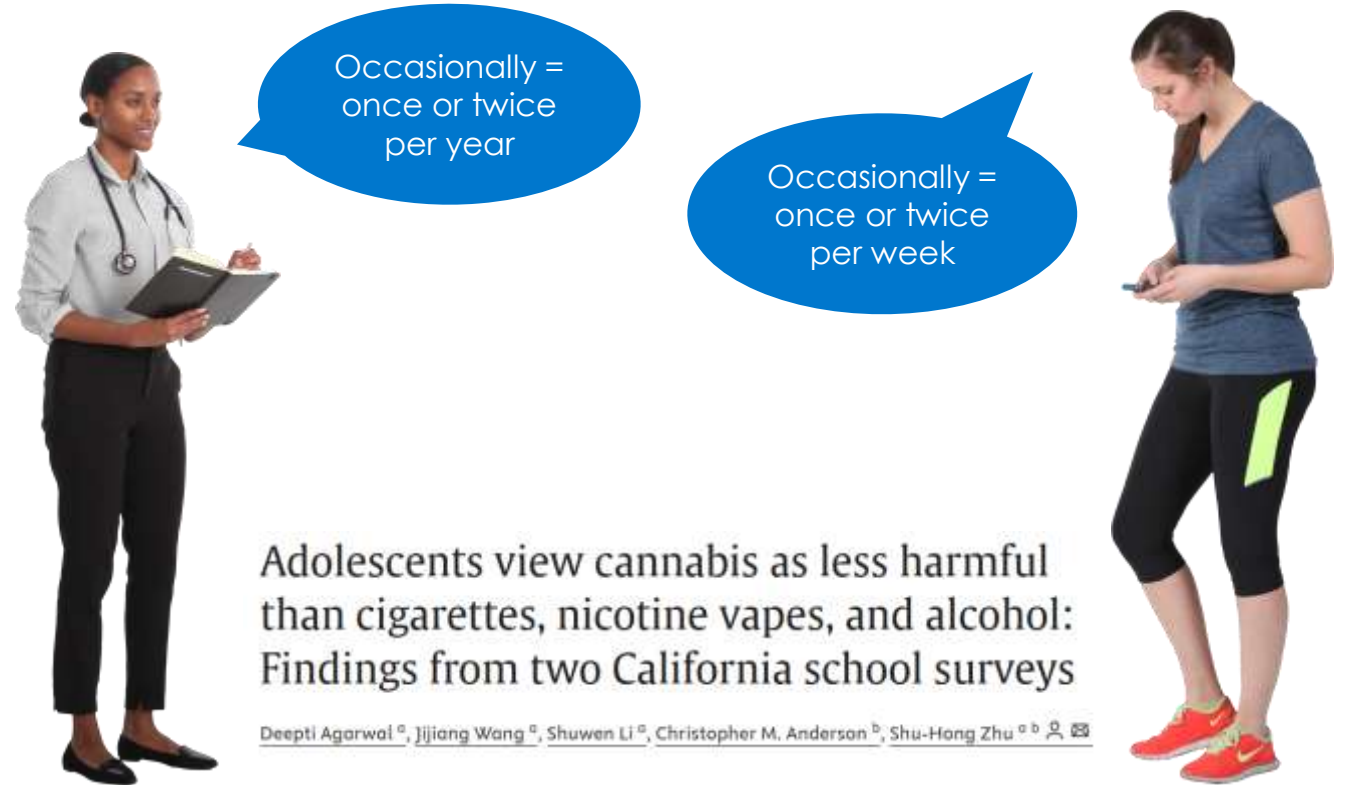 Occasionally =
once or twice
per year
Occasionally =
once or twice
per week
Adolescents view cannabis as less harmful
than cigarettes, nicotine vapes, and alcohol:
Findings from two California school surveys
Deepti Agarwal ᵃ, Jijiang Wang ᵃ, Shuwen Li ᵃ, Christopher M. Anderson ᵇ, Shu-Hong Zhu ᵃ ᵇ